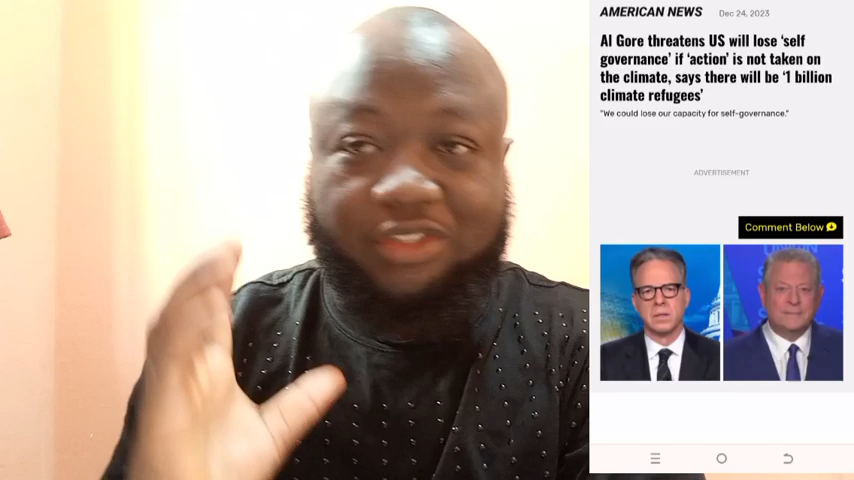 AMERICAN NEWS Dec 24, 2023
Al Gore threatens US will lose ‘self
governance’ if ‘action’ is not taken on
the climate, says there will be ‘1 billion
climate refugees’
"We could lose our capacity for self-governance."
ADVERTISEMENT
Comment Below